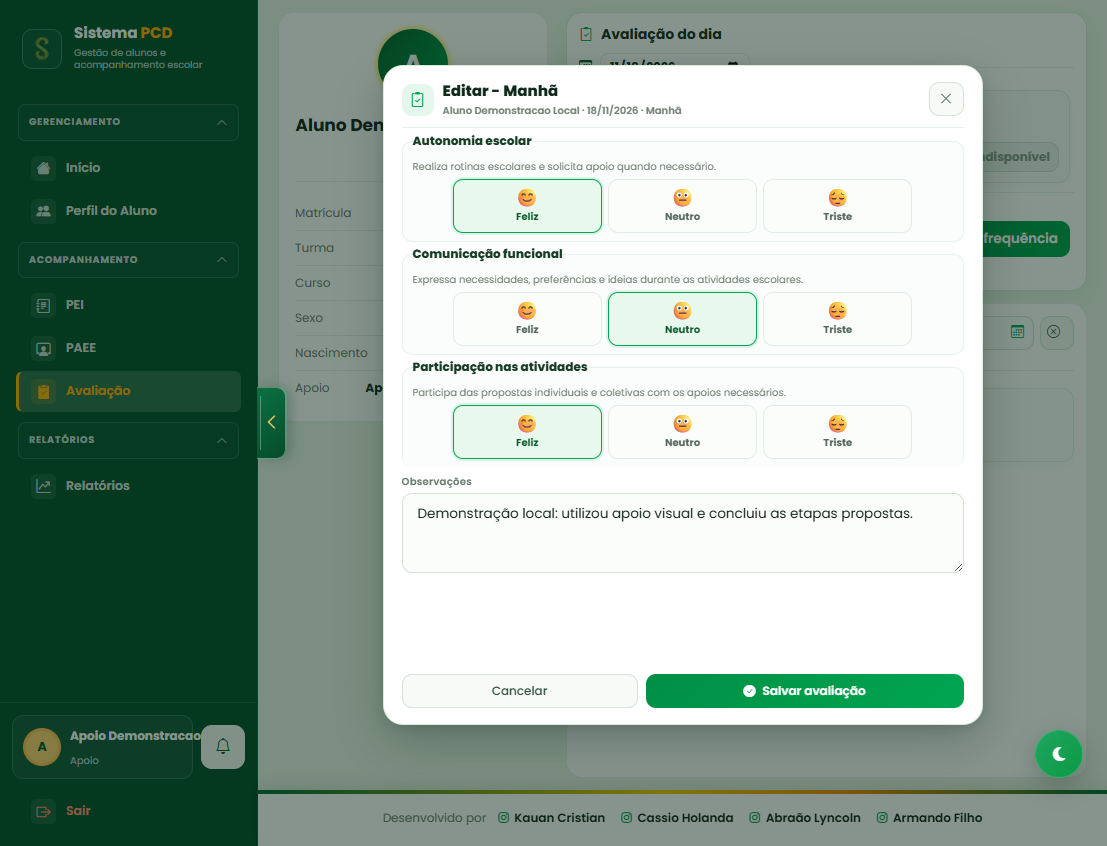 Sistema PCD
Gestão de alunos e
acompanhamento escolar
GERENCIAMENTO
Início
Perfil do Aluno
ACOMPANHAMENTO
PEI
PAEE
Avaliação
RELATÓRIOS
Relatórios
A
Apoio Demonstracao
Apoio
Sair
Aluno Den
Matrícula
Turma
Curso
Sexo
Nascimento
Apoio Ap
Avaliação do dia
ndisponível
frequência
Editar - Manhã
Aluno Demonstracao Local · 18/11/2026 · Manhã
Autonomia escolar
Realiza rotinas escolares e solicita apoio quando necessário.
Feliz Neutro Triste
Comunicação funcional
Expressa necessidades, preferências e ideias durante as atividades escolares.
Feliz Neutro Triste
Participação nas atividades
Participa das propostas individuais e coletivas com os apoios necessários.
Feliz Neutro Triste
Observações
Demonstração local: utilizou apoio visual e concluiu as etapas propostas.
Cancelar Salvar avaliação
Desenvolvido por Kauan Cristian Cassio Holanda Abraão Lyncoln Armando Filho